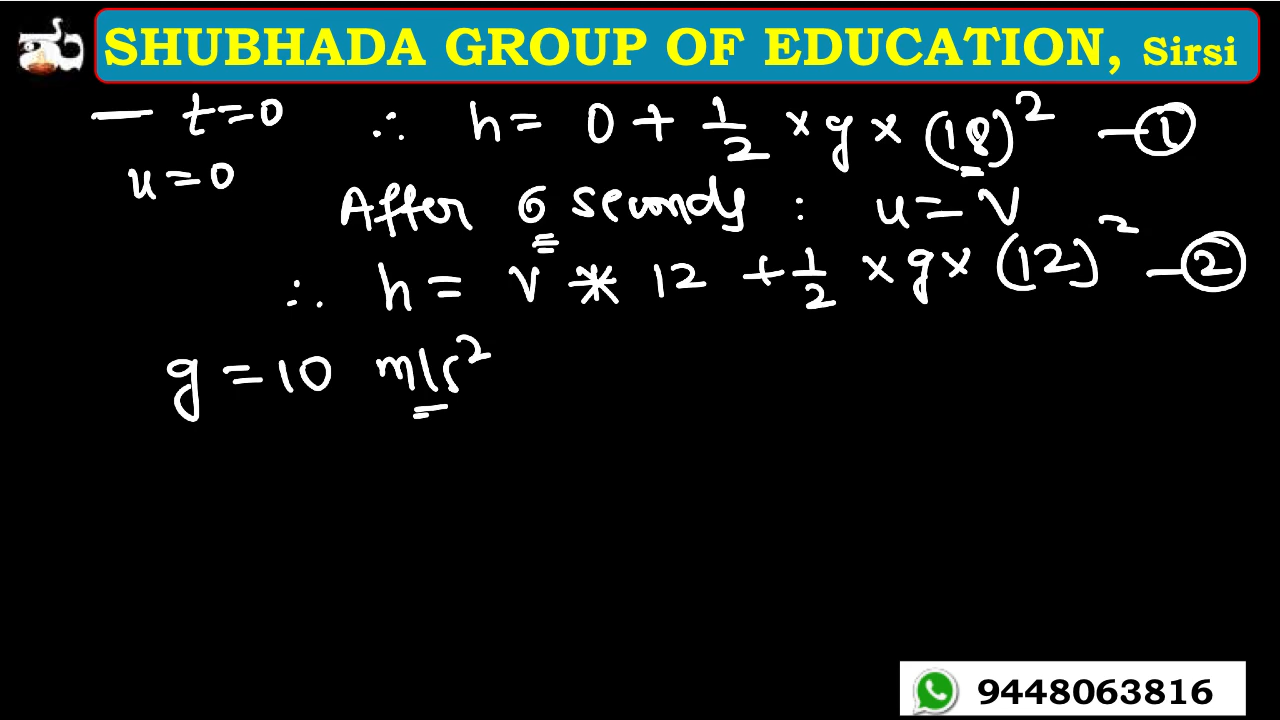 ಶುಭ
SHUBHADA GROUP OF EDUCATION, Sirsi
— t=0 ∴ h= 0 + 1/2 × g × (18)² —①
u=0
After 6 seconds : u=V
∴ h= v * 12 + 1/2 × g × (12)² —②
g=10 m/s²
9448063816